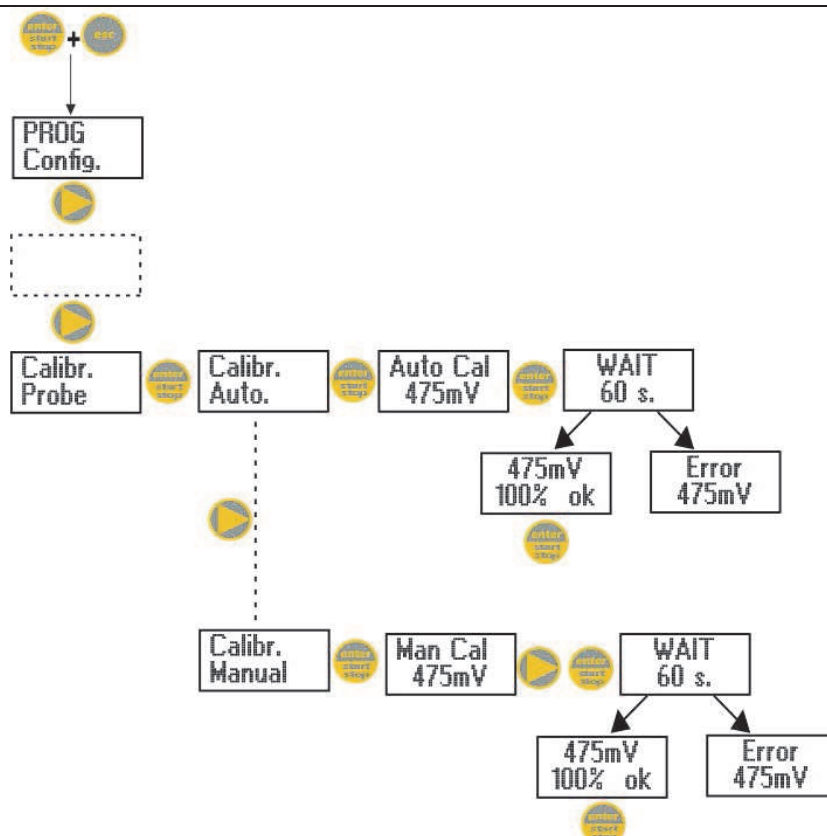 enter
start
stop
+
esc
PROG
Config.
Calibr.
Probe
enter
start
stop
Calibr.
Auto.
enter
start
stop
Auto Cal
475mV
enter
start
stop
WAIT
60 s.
475mV
100% ok
enter
start
stop
Error
475mV
Calibr.
Manual
enter
start
stop
Man Cal
475mV
enter
start
stop
WAIT
60 s.
475mV
100% ok
enter
start
Error
475mV